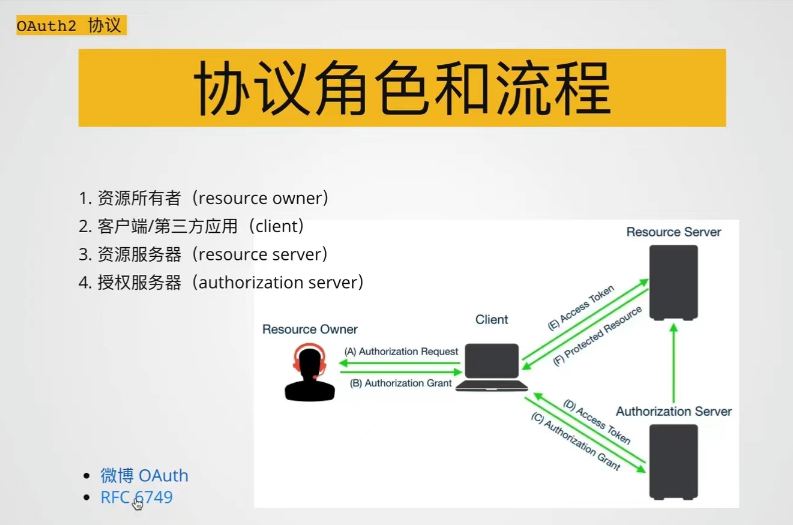 OAuth2 协议
协议角色和流程
1. 资源所有者（resource owner）
2. 客户端/第三方应用（client）
3. 资源服务器（resource server）
4. 授权服务器（authorization server）
Resource Server
Client
Resource Owner
(E) Access Token
(F) Protected Resource
(A) Authorization Request
(B) Authorization Grant
Authorization Server
(D) Access Token
(C) Authorization Grant
微博 OAuth
RFC 6749